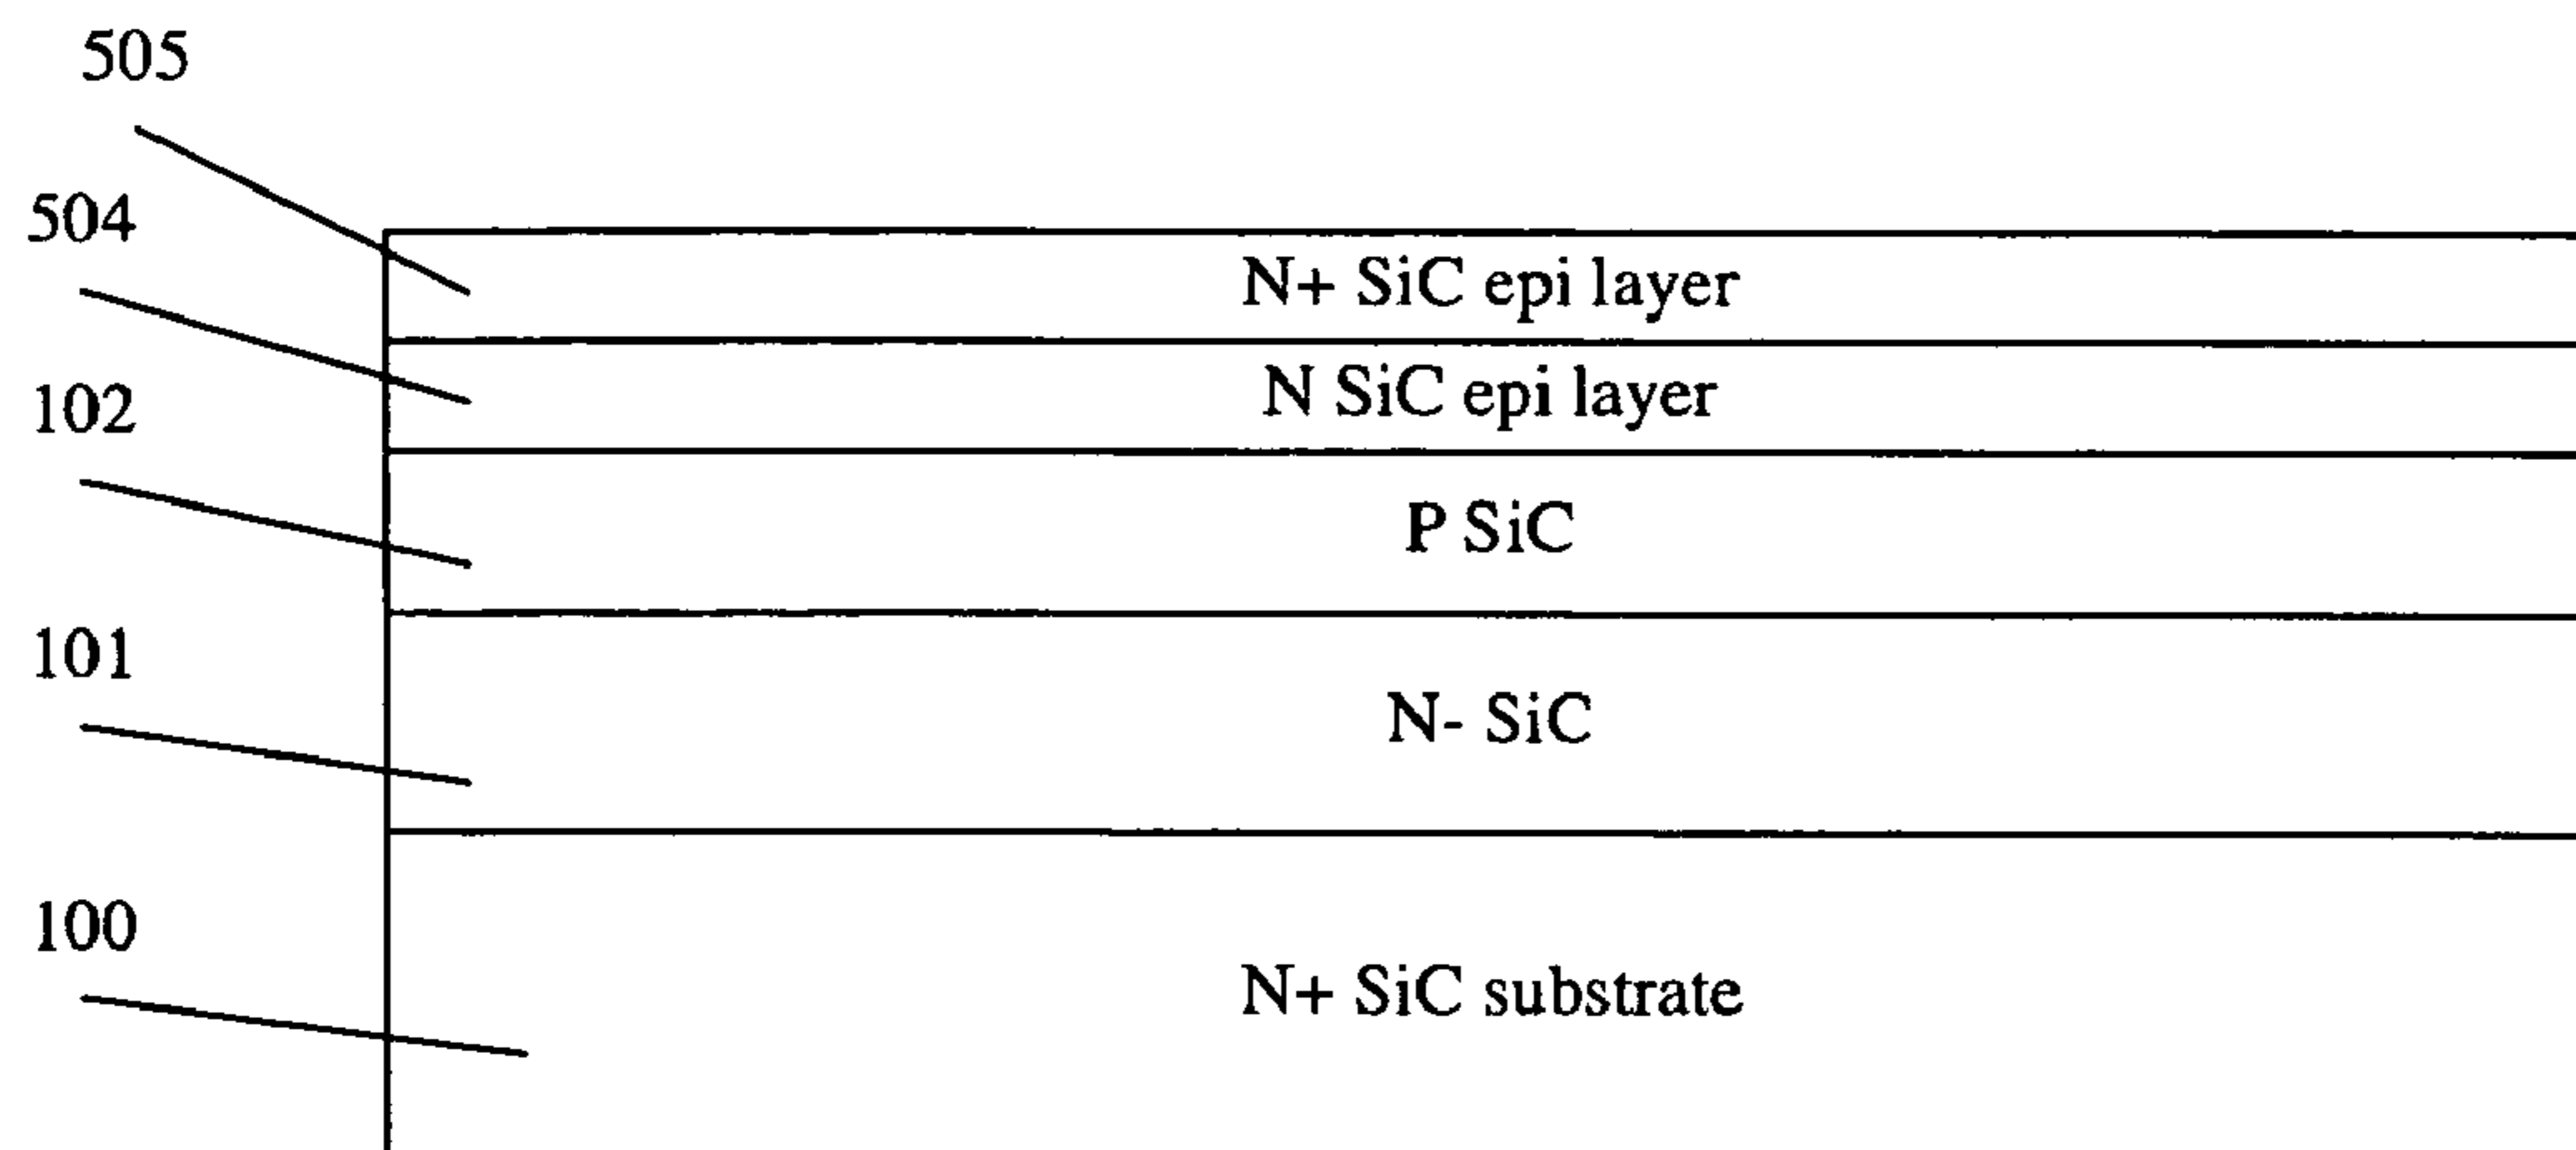 505
504
102
101
100
N+ SiC epi layer
N SiC epi layer
P SiC
N- SiC
N+ SiC substrate